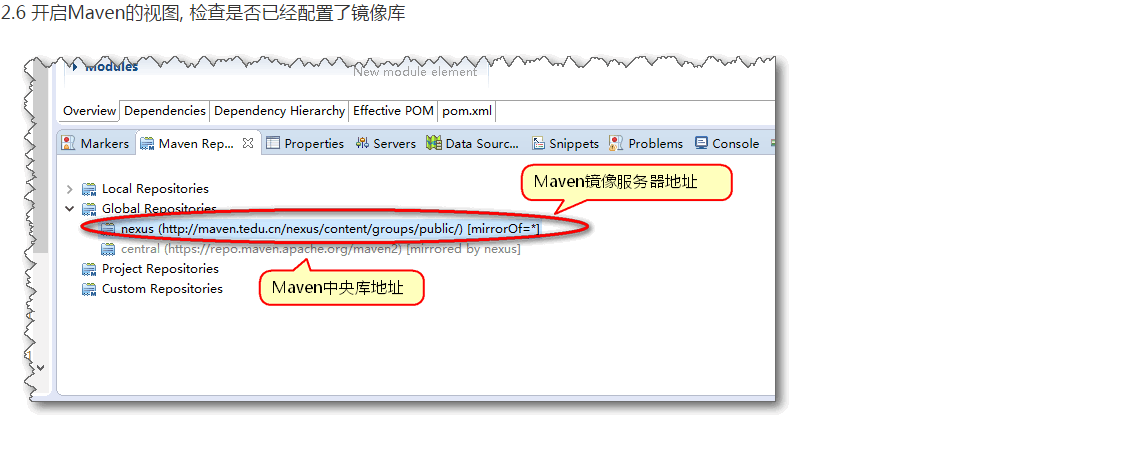 2.6 开启Maven的视图, 检查是否已经配置了镜像库
Modules
New module element
Overview Dependencies Dependency Hierarchy Effective POM pom.xml
Markers Maven Rep... Properties Servers Data Sourc... Snippets Problems Console
Maven镜像服务器地址
Local Repositories
Global Repositories
nexus (http://maven.tedu.cn/nexus/content/groups/public/) [mirrorOf=*]
central (https://repo.maven.apache.org/maven2) [mirrored by nexus]
Project Repositories
Maven中央库地址
Custom Repositories